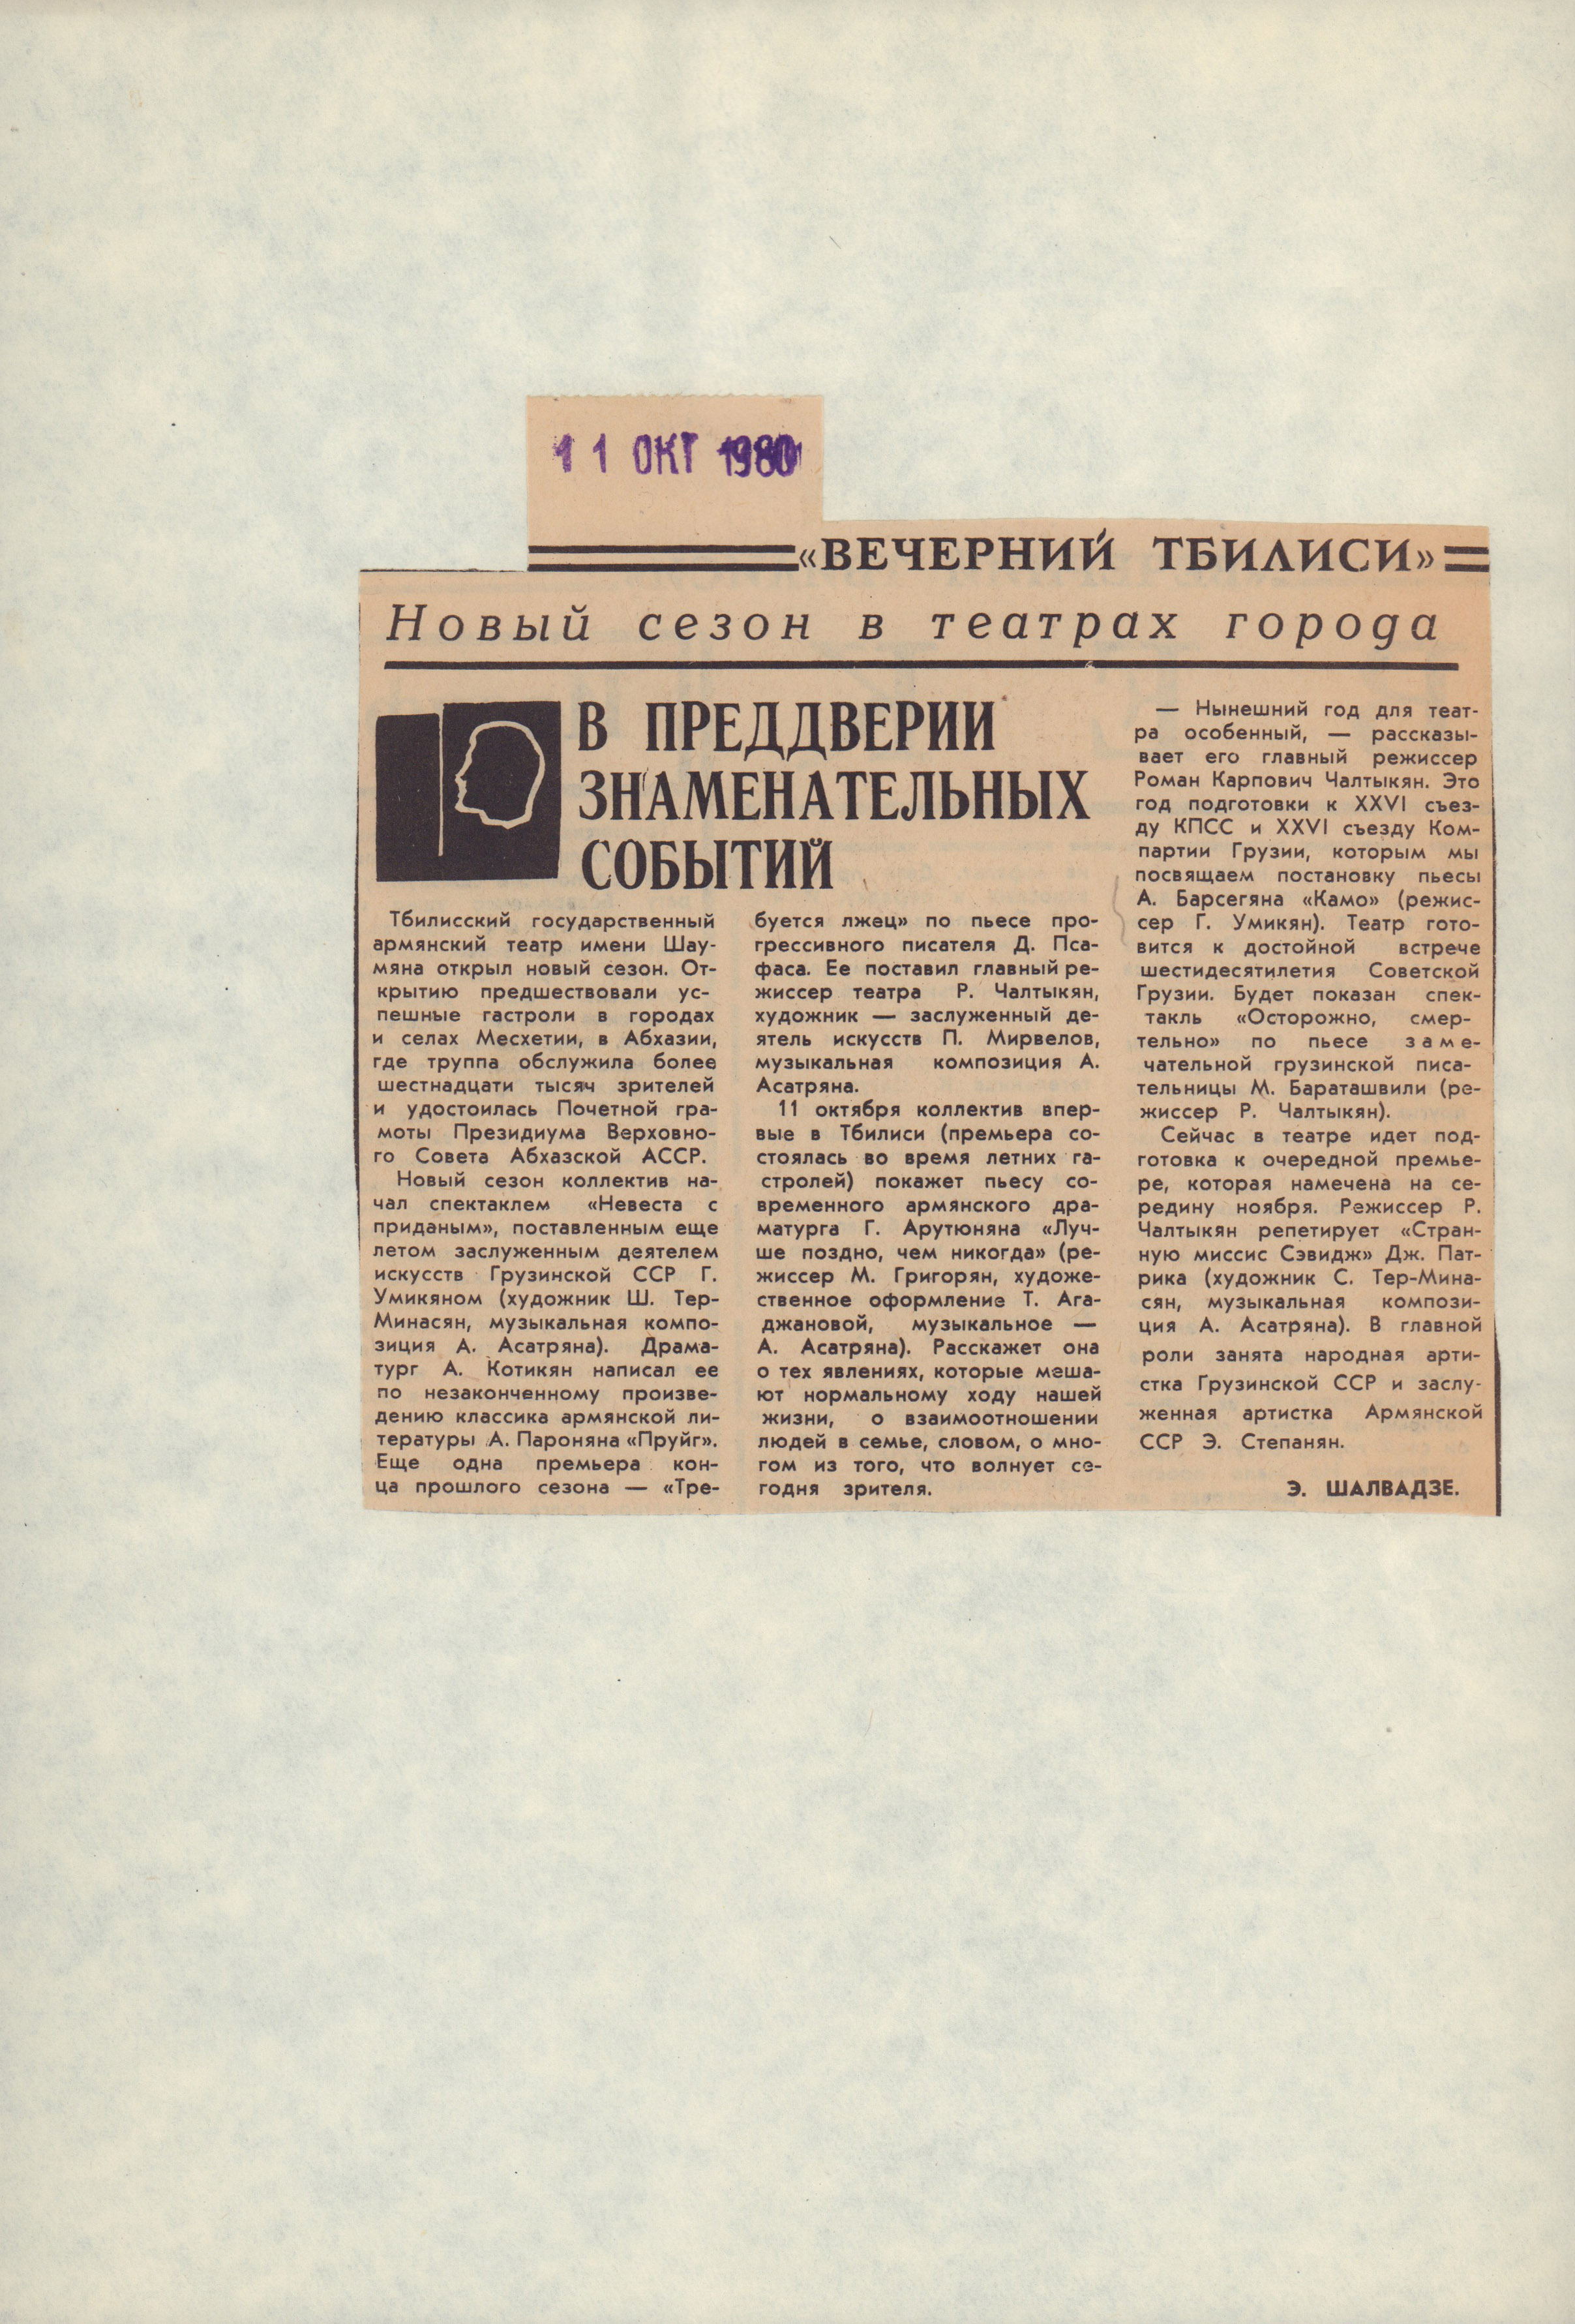 11 ОКТ 1980
«ВЕЧЕРНИЙ ТБИЛИСИ»
Новый сезон в театрах города
В ПРЕДДВЕРИИ
ЗНАМЕНАТЕЛЬНЫХ
СОБЫТИЙ
Тбилисский государственный
армянский театр имени Шау-
мяна открыл новый сезон. От-
крытию предшествовали ус-
пешные гастроли в городах
и селах Месхетии, в Абхазии,
где труппа обслужила более
шестнадцати тысяч зрителей
и удостоилась Почетной гра-
моты Президиума Верховно-
го Совета Абхазской АССР.
Новый сезон коллектив на-
чал спектаклем «Невеста с
приданым», поставленным еще
летом заслуженным деятелем
искусств Грузинской ССР Г.
Умикяном (художник Ш. Тер-
Минасян, музыкальная компо-
зиция А. Асатряна). Драма-
тург А. Котикян написал ее
по незаконченному произве-
дению классика армянской ли-
тературы А. Пароняна «Пруйг».
Еще одна премьера кон-
ца прошлого сезона — «Тре-
буется лжец» по пьесе про-
грессивного писателя Д. Пса-
фаса. Ее поставил главный ре-
жиссер театра Р. Чалтыкян,
художник — заслуженный де-
ятель искусств П. Мирвелов,
музыкальная композиция А.
Асатряна.
11 октября коллектив впер-
вые в Тбилиси (премьера со-
стоялась во время летних га-
стролей) покажет пьесу со-
временного армянского дра-
матурга Г. Арутюняна «Луч-
ше поздно, чем никогда» (ре-
жиссер М. Григорян, художе-
ственное оформление Т. Ага-
джановой, музыкальное —
А. Асатряна). Расскажет она
о тех явлениях, которые меша-
ют нормальному ходу нашей
жизни, о взаимоотношении
людей в семье, словом, о мно-
гом из того, что волнует се-
годня зрителя.
— Нынешний год для теат-
ра особенный, — рассказы-
вает его главный режиссер
Роман Карпович Чалтыкян. Это
год подготовки к XXVI съез-
ду КПСС и XXVI съезду Ком-
партии Грузии, которым мы
посвящаем постановку пьесы
А. Барсегяна «Камо» (режис-
сер Г. Умикян). Театр гото-
вится к достойной встрече
шестидесятилетия Советской
Грузии. Будет показан спек-
такль «Осторожно, смер-
тельно» по пьесе заме-
чательной грузинской писа-
тельницы М. Бараташвили (ре-
жиссер Р. Чалтыкян).
Сейчас в театре идет под-
готовка к очередной премье-
ре, которая намечена на се-
редину ноября. Режиссер Р.
Чалтыкян репетирует «Стран-
ную миссис Сэвидж» Дж. Пат-
рика (художник С. Тер-Мина-
сян, музыкальная компози-
ция А. Асатряна). В главной
роли занята народная арти-
стка Грузинской ССР и заслу-
женная артистка Армянской
ССР Э. Степанян.
Э. ШАЛВАДЗЕ.